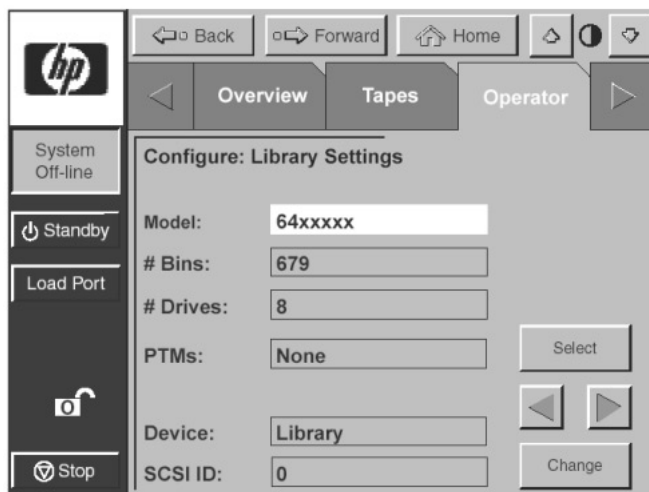 hp
Back
Forward
Home
Overview
Tapes
Operator
System
Off-line
Configure: Library Settings
Standby
Model: 64xxxxx
# Bins: 679
Load Port
# Drives: 8
PTMs: None
Select
Device: Library
Stop
SCSI ID: 0
Change